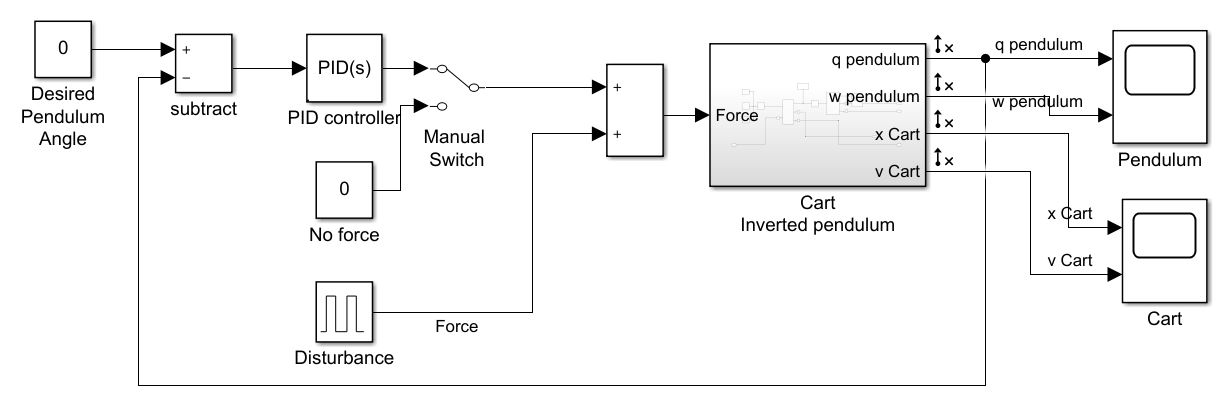 0
Desired
Pendulum
Angle
+
−
subtract
PID(s)
PID controller
Manual
Switch
0
No force
Disturbance
Force
+
+
Force
q pendulum
w pendulum
x Cart
v Cart
Cart
Inverted pendulum
q pendulum
w pendulum
Pendulum
x Cart
v Cart
Cart